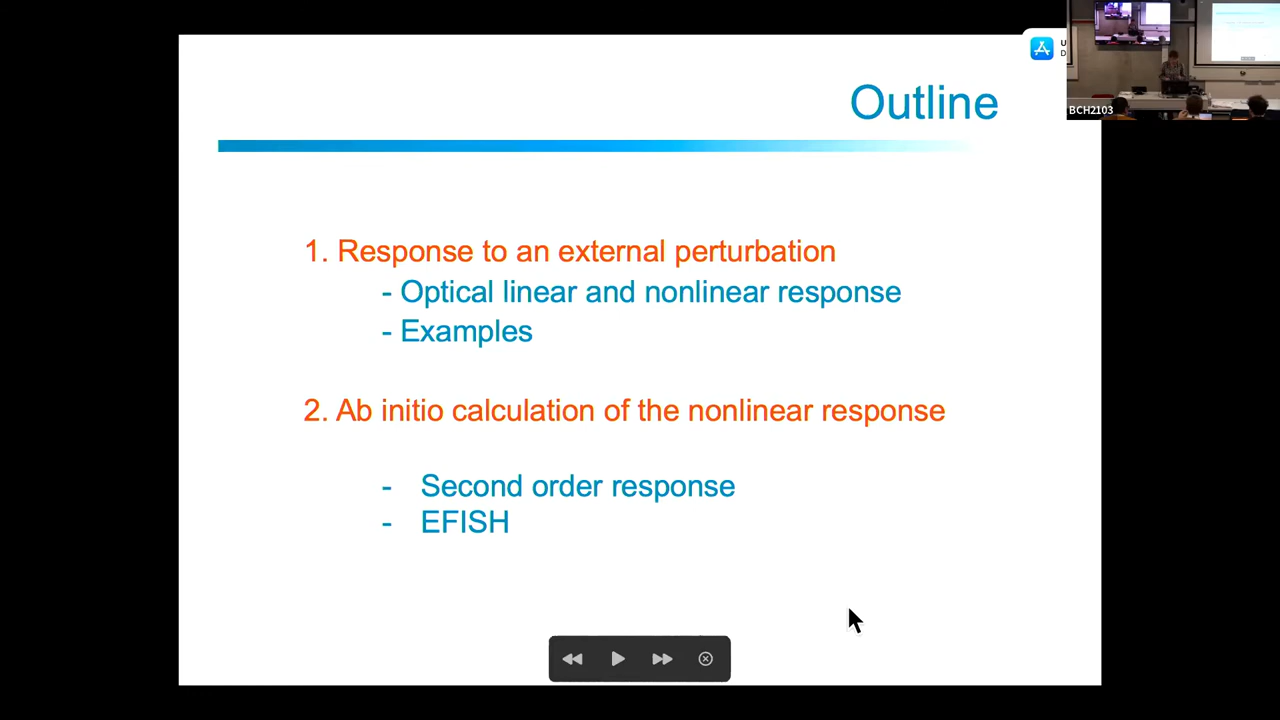 Outline
U
D
BCH2103
1. Response to an external perturbation
- Optical linear and nonlinear response
- Examples
2. Ab initio calculation of the nonlinear response
- Second order response
- EFISH